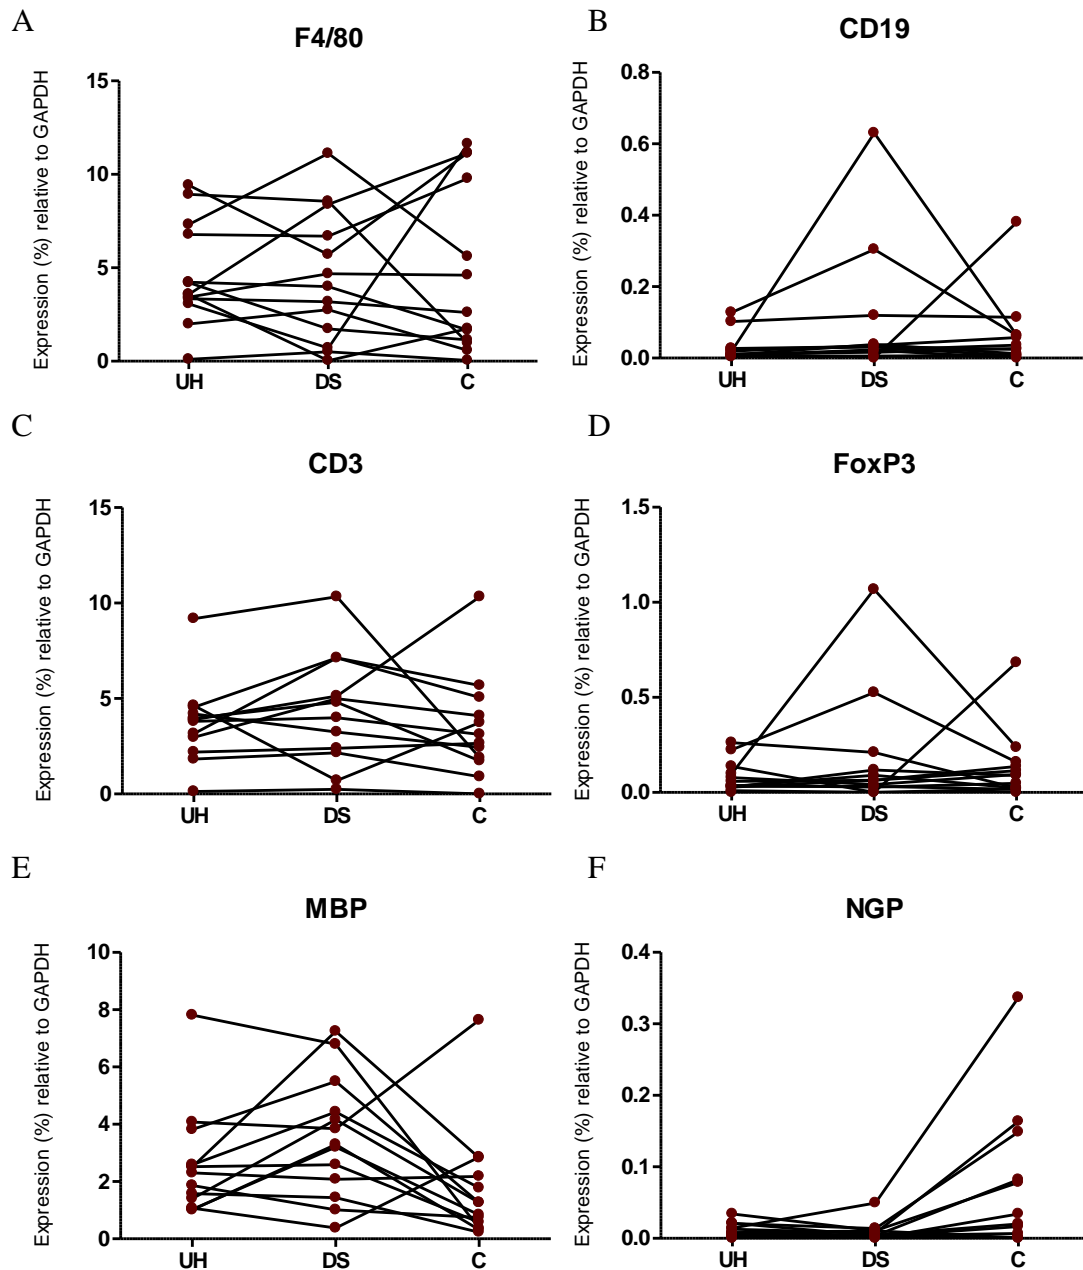 A
F4/80
Expression (%) relative to GAPDH
15
10
5
0
UH DS C
B
CD19
Expression (%) relative to GAPDH
0.8
0.6
0.4
0.2
0.0
UH DS C
C
CD3
Expression (%) relative to GAPDH
15
10
5
0
UH DS C
D
FoxP3
Expression (%) relative to GAPDH
1.5
1.0
0.5
0.0
UH DS C
E
MBP
Expression (%) relative to GAPDH
10
8
6
4
2
0
UH DS C
F
NGP
Expression (%) relative to GAPDH
0.4
0.3
0.2
0.1
0.0
UH DS C